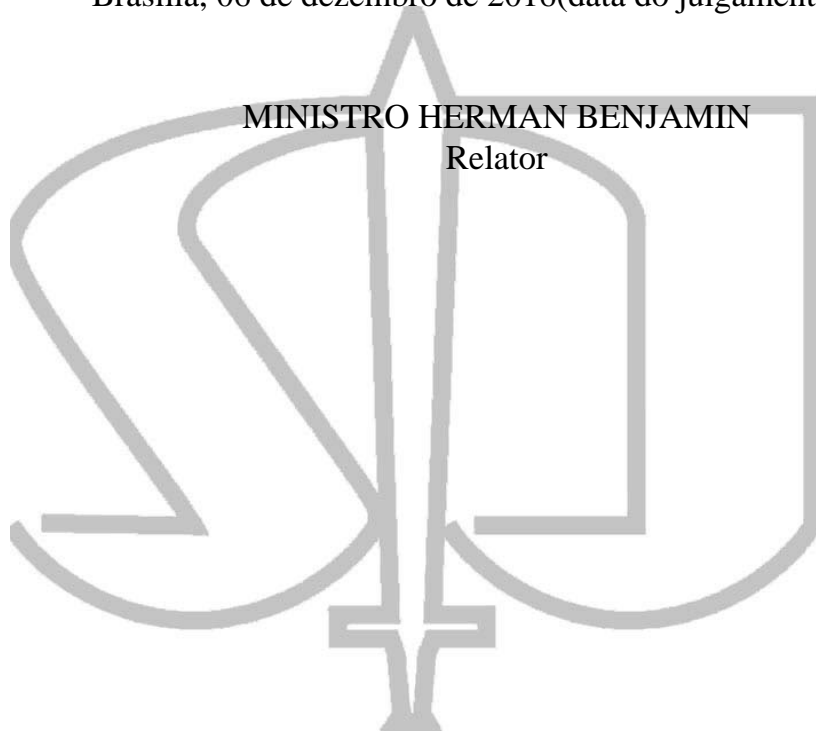 Brasília, 06 de dezembro de 2016(data do julgament
MINISTRO HERMAN BENJAMIN
Relator